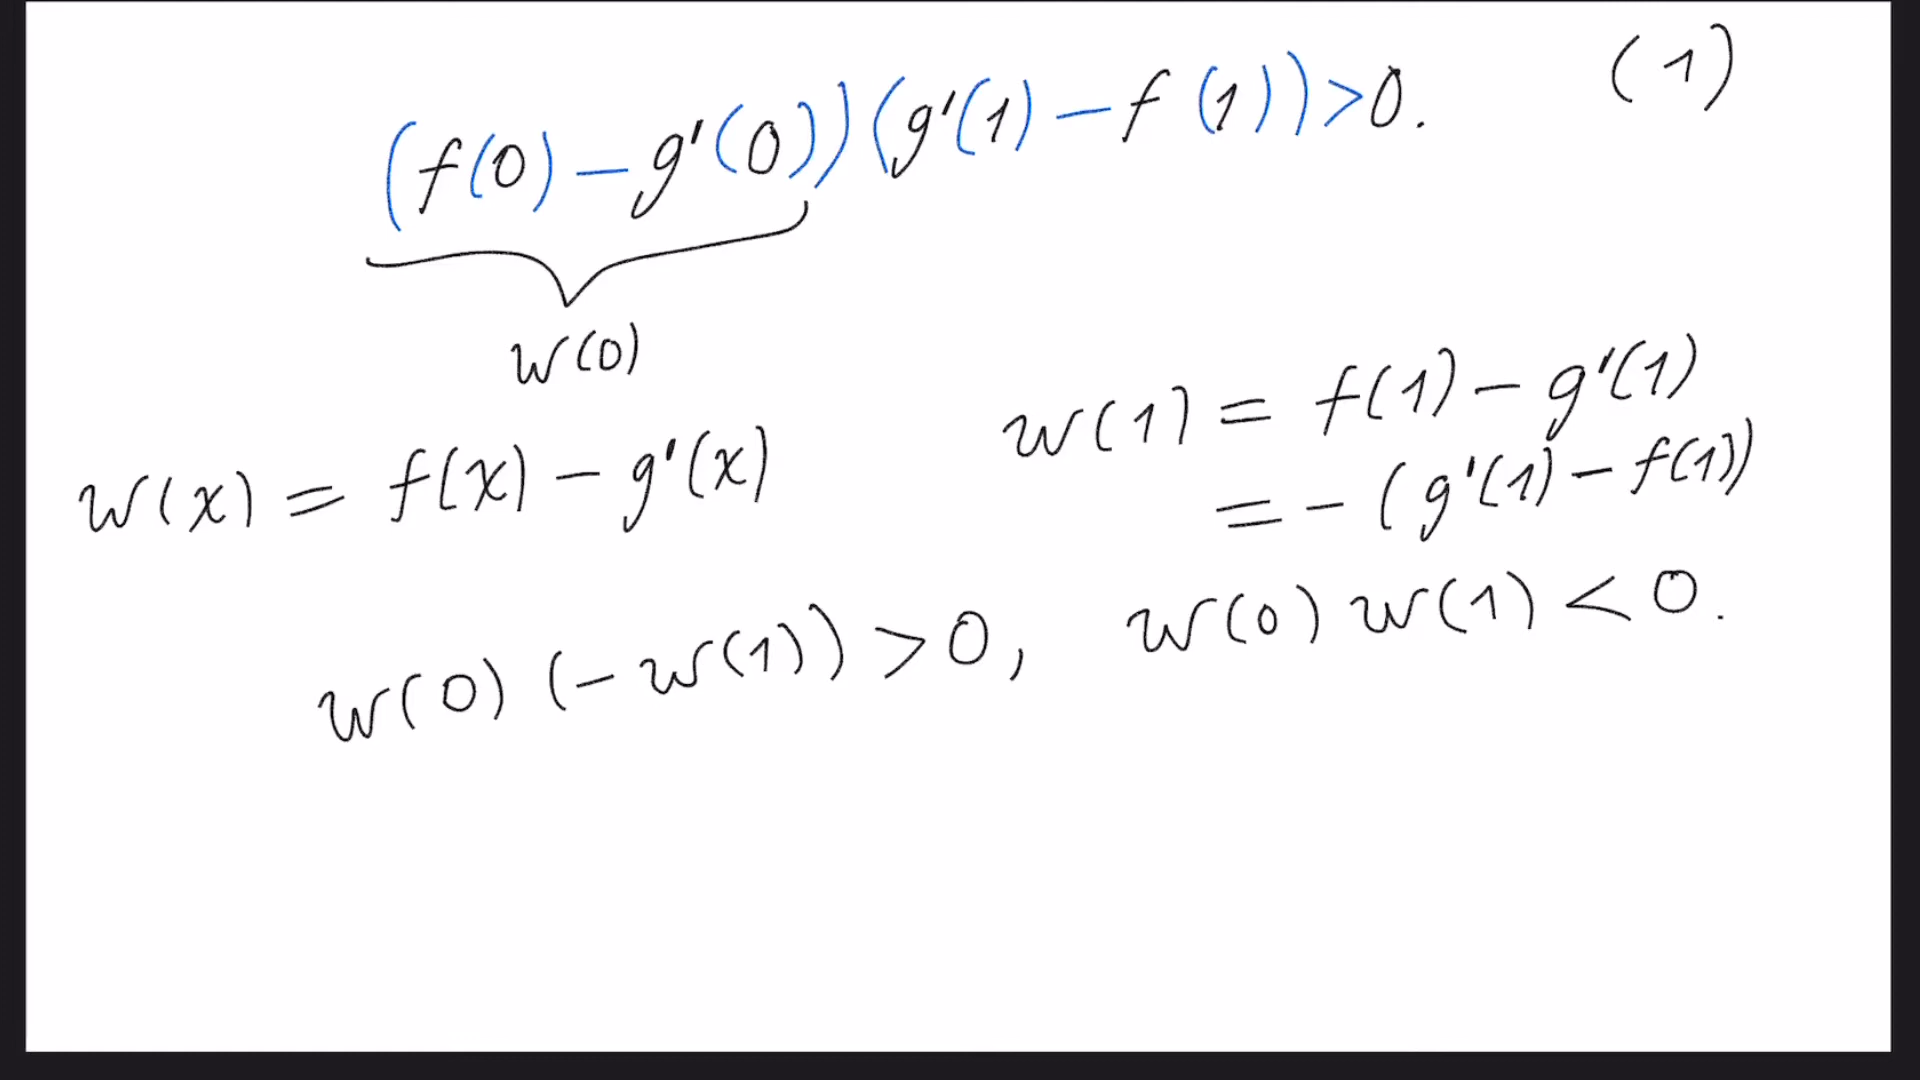 (f(0) – g'(0))(g'(1) – f(1)) > 0. (1)
w(0)
w(x) = f(x) – g'(x)
w(1) = f(1) – g'(1)
= – (g'(1) – f(1))
w(0) (– w(1)) > 0, w(0) w(1) < 0.